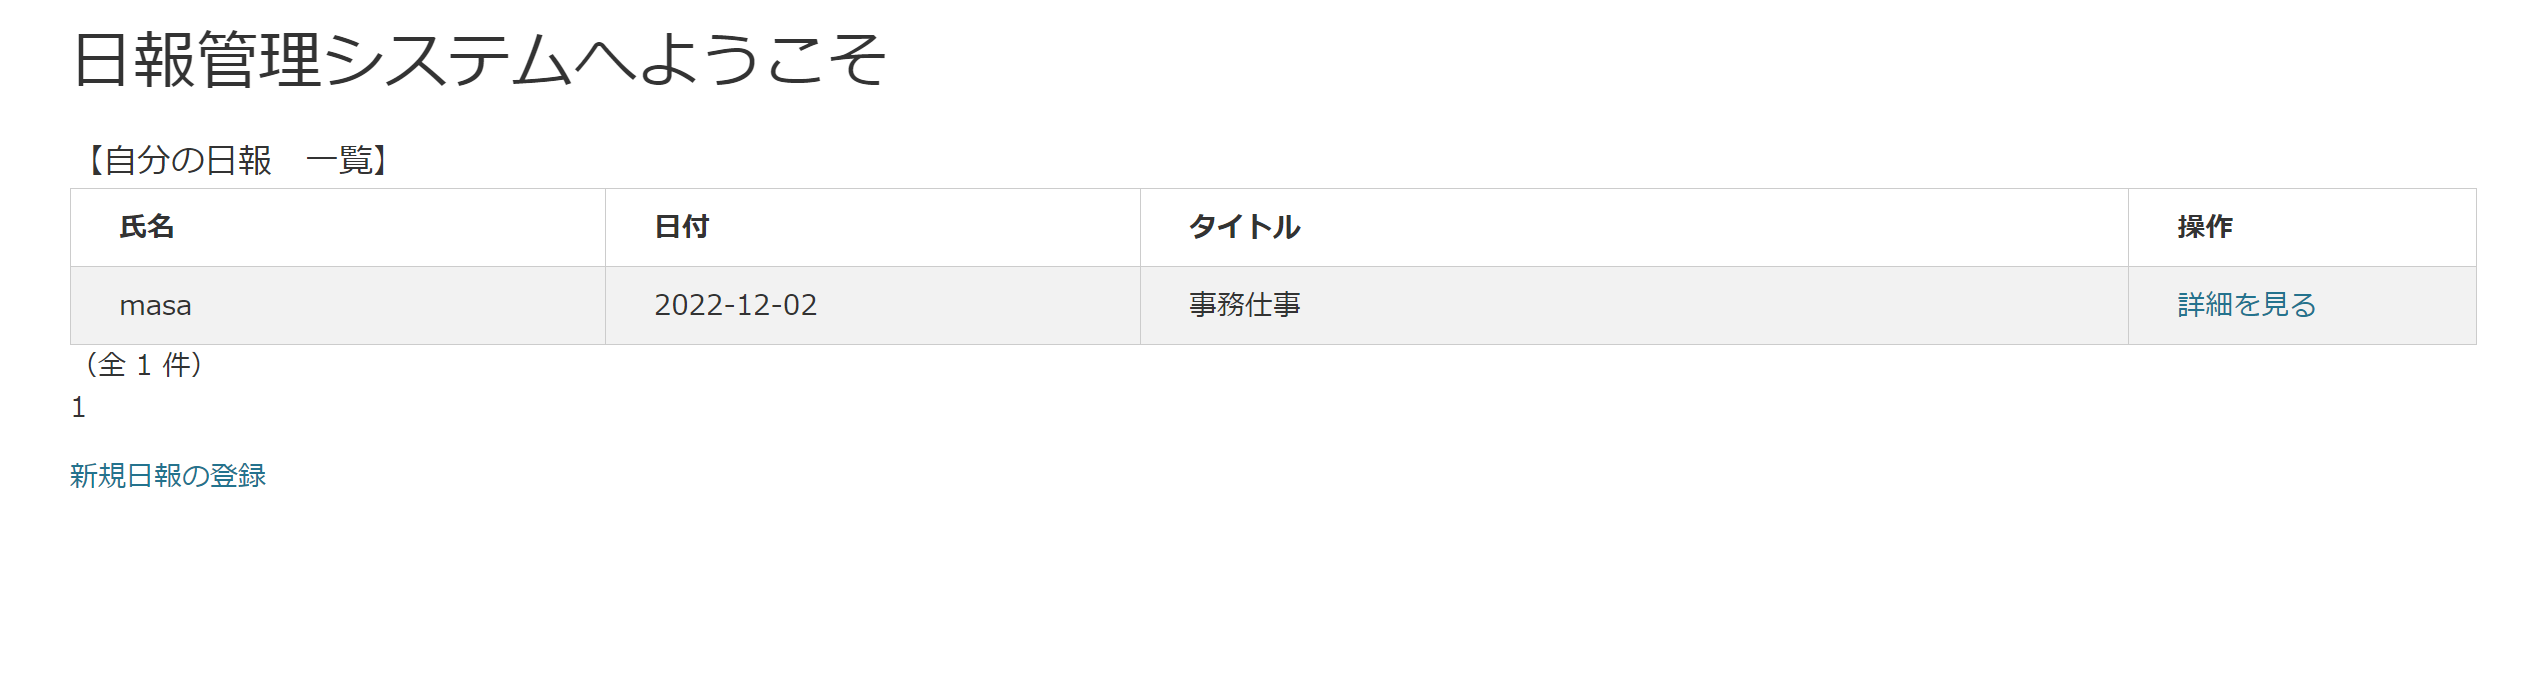 日報管理システムへようこそ
【自分の日報　一覧】
氏名 日付 タイトル 操作
masa 2022-12-02 事務仕事 詳細を見る
（全 1 件）
1
新規日報の登録